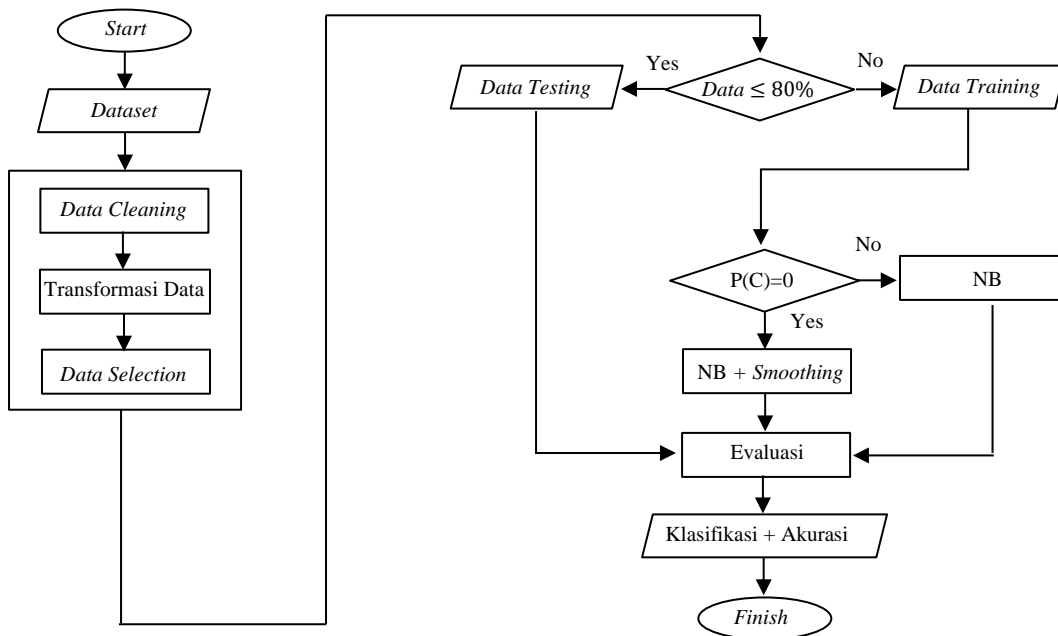 Start
Dataset
Data Cleaning
Transformasi Data
Data Selection
Yes
No
Data Testing
Data ≤ 80%
Data Training
No
P(C)=0
NB
Yes
NB + Smoothing
Evaluasi
Klasifikasi + Akurasi
Finish